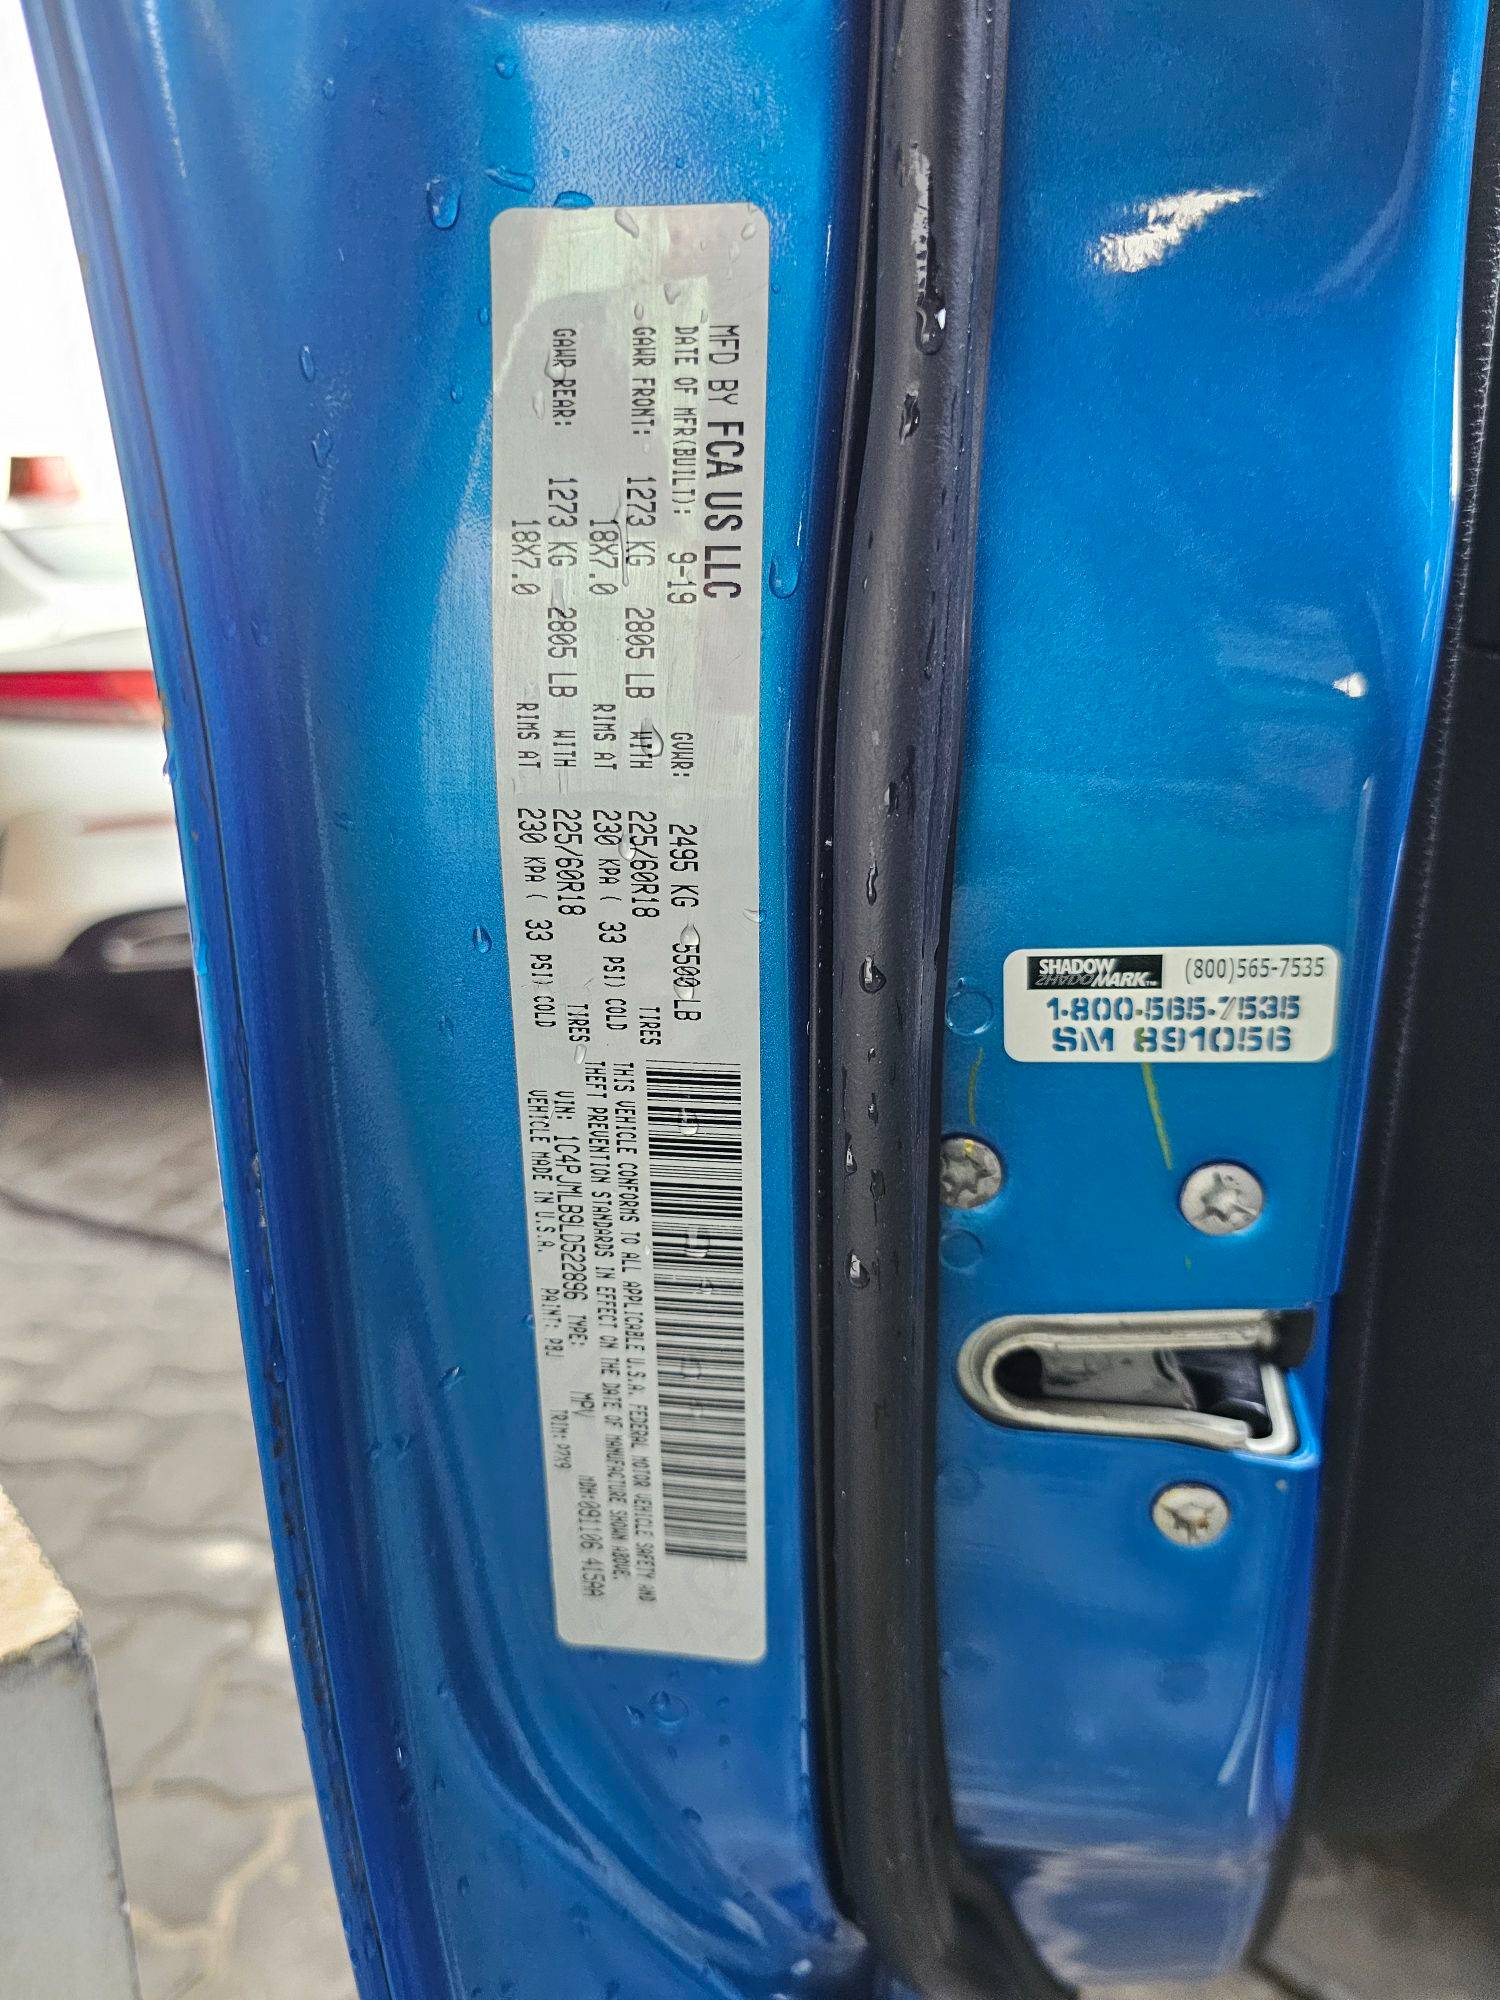 MFD BY FCA US LLC
DATE OF MFR(BUILT): 9-19 GVWR: 2495 KG 5500 LB
GAWR FRONT: 1273 KG 2805 LB WITH 225/60R18 TIRES
18X7.0 RIMS AT 230 KPA ( 33 PSI) COLD
GAWR REAR: 1273 KG 2805 LB WITH 225/60R18 TIRES
18X7.0 RIMS AT 230 KPA ( 33 PSI) COLD
THIS VEHICLE CONFORMS TO ALL APPLICABLE U.S.A. FEDERAL MOTOR VEHICLE SAFETY AND
THEFT PREVENTION STANDARDS IN EFFECT ON THE DATE OF MANUFACTURE SHOWN ABOVE.
VIN: 1C4PJMLB9LD522896 TYPE: MPV MDH:091106 415AA
VEHICLE MADE IN U.S.A. PAINT: PBJ TRIM:
SHADOW MARK (800)565-7535
1-800-565-7535
SM 891056